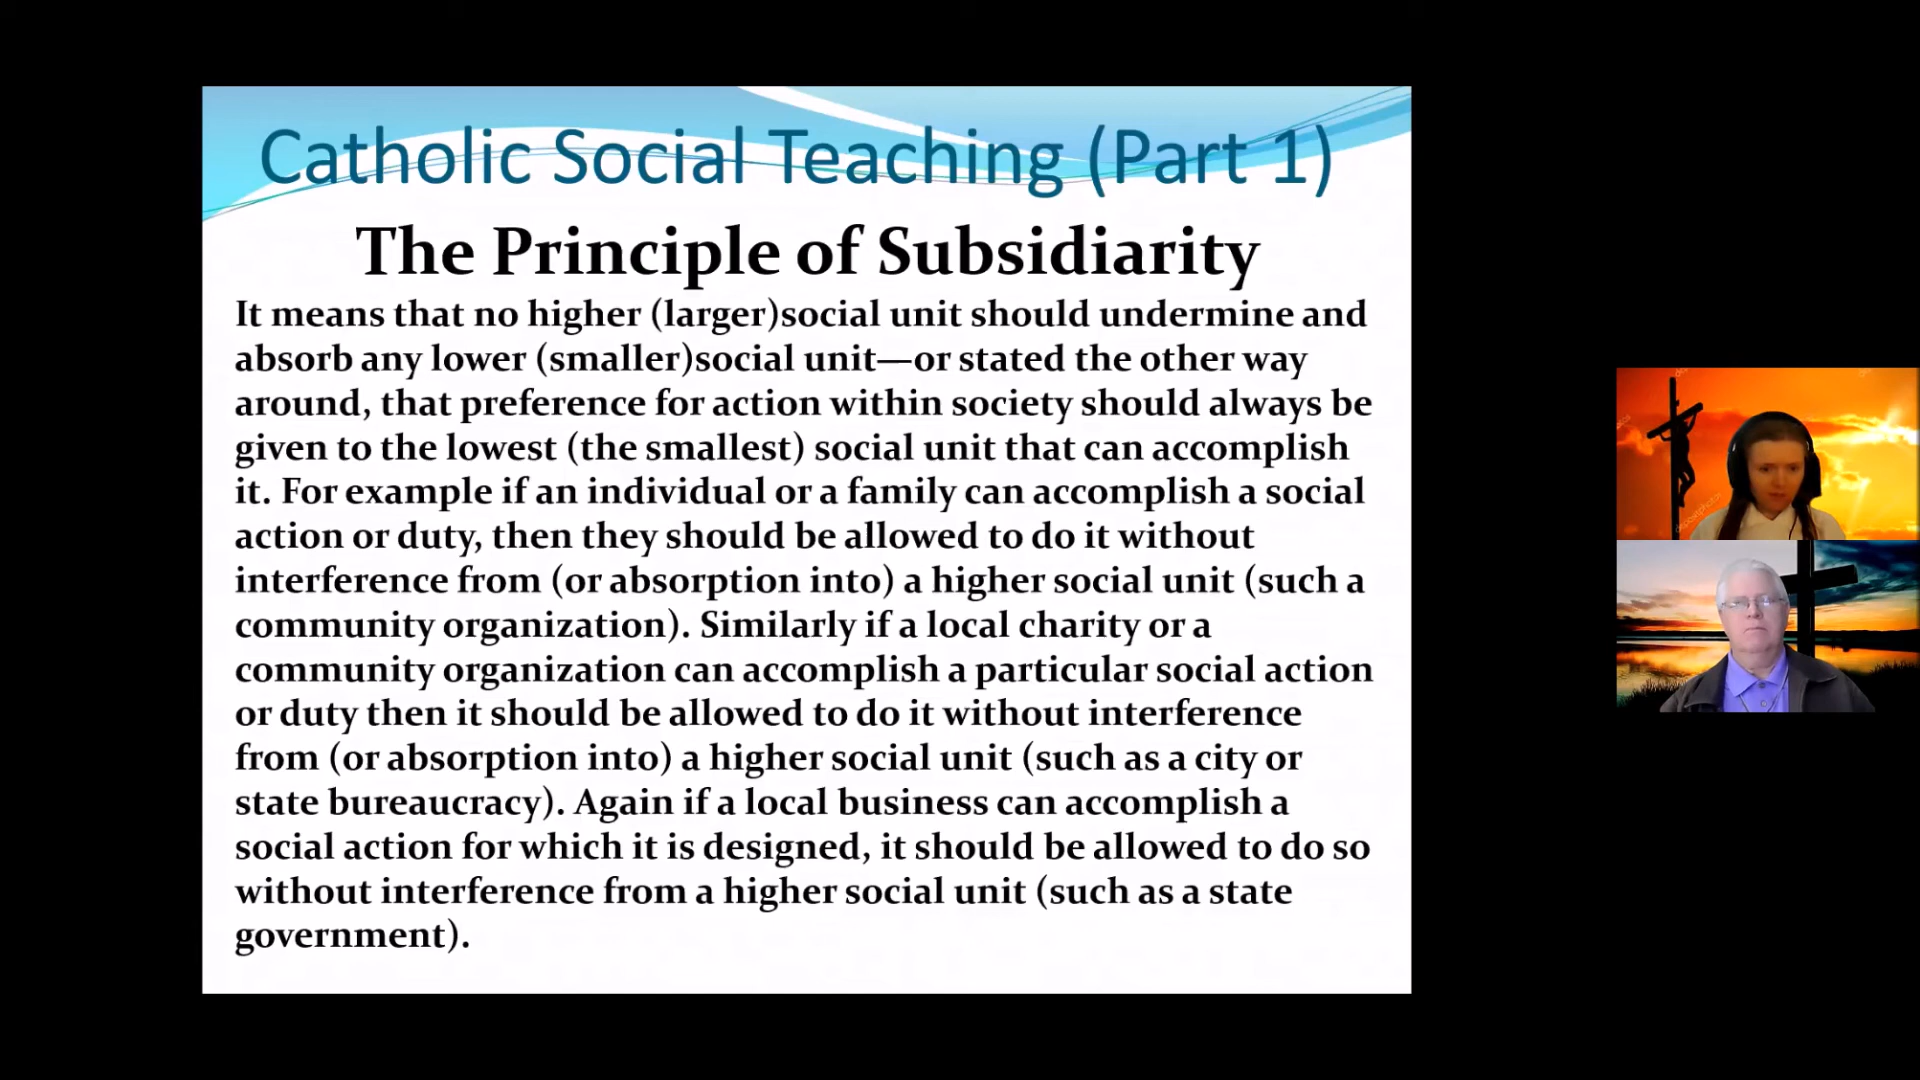 Catholic Social Teaching (Part 1)
The Principle of Subsidiarity
It means that no higher (larger)social unit should undermine and
absorb any lower (smaller)social unit—or stated the other way
around, that preference for action within society should always be
given to the lowest (the smallest) social unit that can accomplish
it. For example if an individual or a family can accomplish a social
action or duty, then they should be allowed to do it without
interference from (or absorption into) a higher social unit (such a
community organization). Similarly if a local charity or a
community organization can accomplish a particular social action
or duty then it should be allowed to do it without interference
from (or absorption into) a higher social unit (such as a city or
state bureaucracy). Again if a local business can accomplish a
social action for which it is designed, it should be allowed to do so
without interference from a higher social unit (such as a state
government).
depositphotos